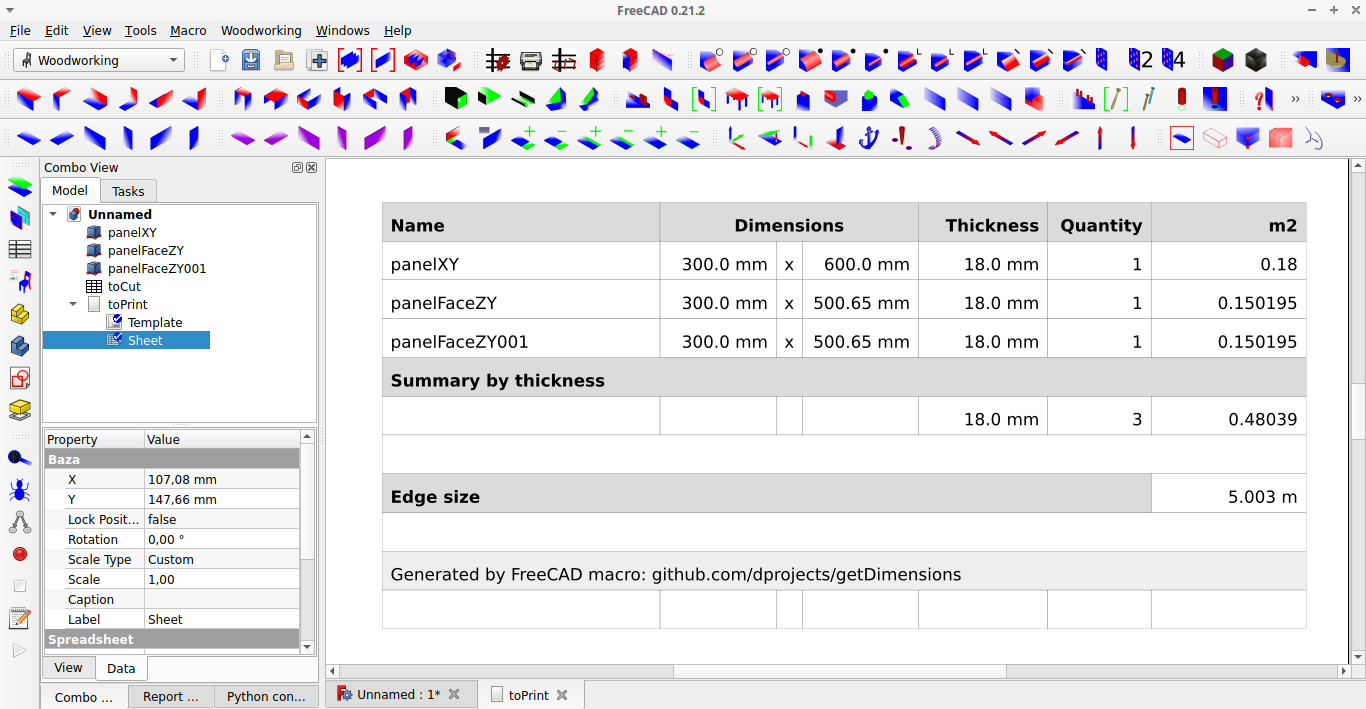 FreeCAD 0.21.2
File Edit View Tools Macro Woodworking Windows Help
Woodworking
2 4
Combo View
Model Tasks
Unnamed
panelXY
panelFaceZY
panelFaceZY001
toCut
toPrint
Template
Sheet
Property Value
Baza
X 107,08 mm
Y 147,66 mm
Lock Posit... false
Rotation 0,00 °
Scale Type Custom
Scale 1,00
Caption
Label Sheet
Spreadsheet
View Data
Combo ... Report ... Python con...
Name Dimensions Thickness Quantity m2
panelXY 300.0 mm x 600.0 mm 18.0 mm 1 0.18
panelFaceZY 300.0 mm x 500.65 mm 18.0 mm 1 0.150195
panelFaceZY001 300.0 mm x 500.65 mm 18.0 mm 1 0.150195
Summary by thickness
18.0 mm 3 0.48039
Edge size 5.003 m
Generated by FreeCAD macro: github.com/dprojects/getDimensions
Unnamed : 1* toPrint